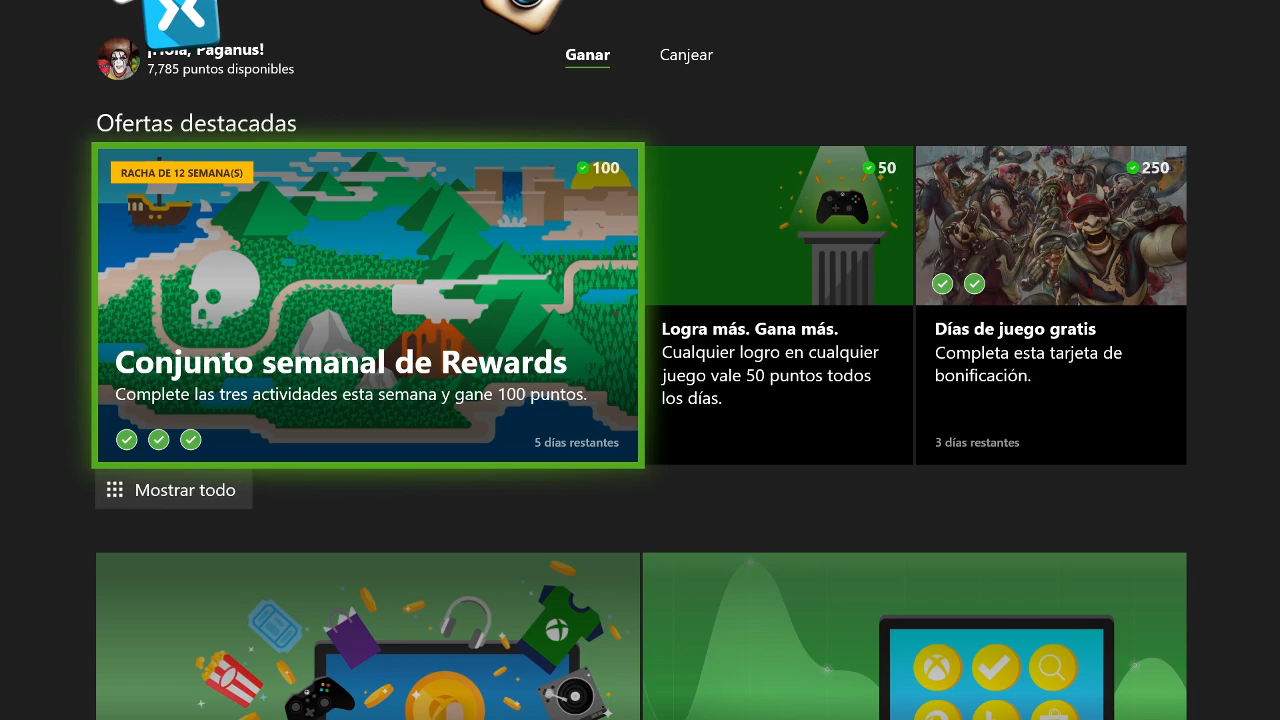 ¡Hola, Paganus!
7,785 puntos disponibles
Ganar
Canjear
Ofertas destacadas
RACHA DE 12 SEMANA(S)
100
Conjunto semanal de Rewards
Complete las tres actividades esta semana y gane 100 puntos.
5 días restantes
50
Logra más. Gana más.
Cualquier logro en cualquier
juego vale 50 puntos todos
los días.
250
Días de juego gratis
Completa esta tarjeta de
bonificación.
3 días restantes
Mostrar todo